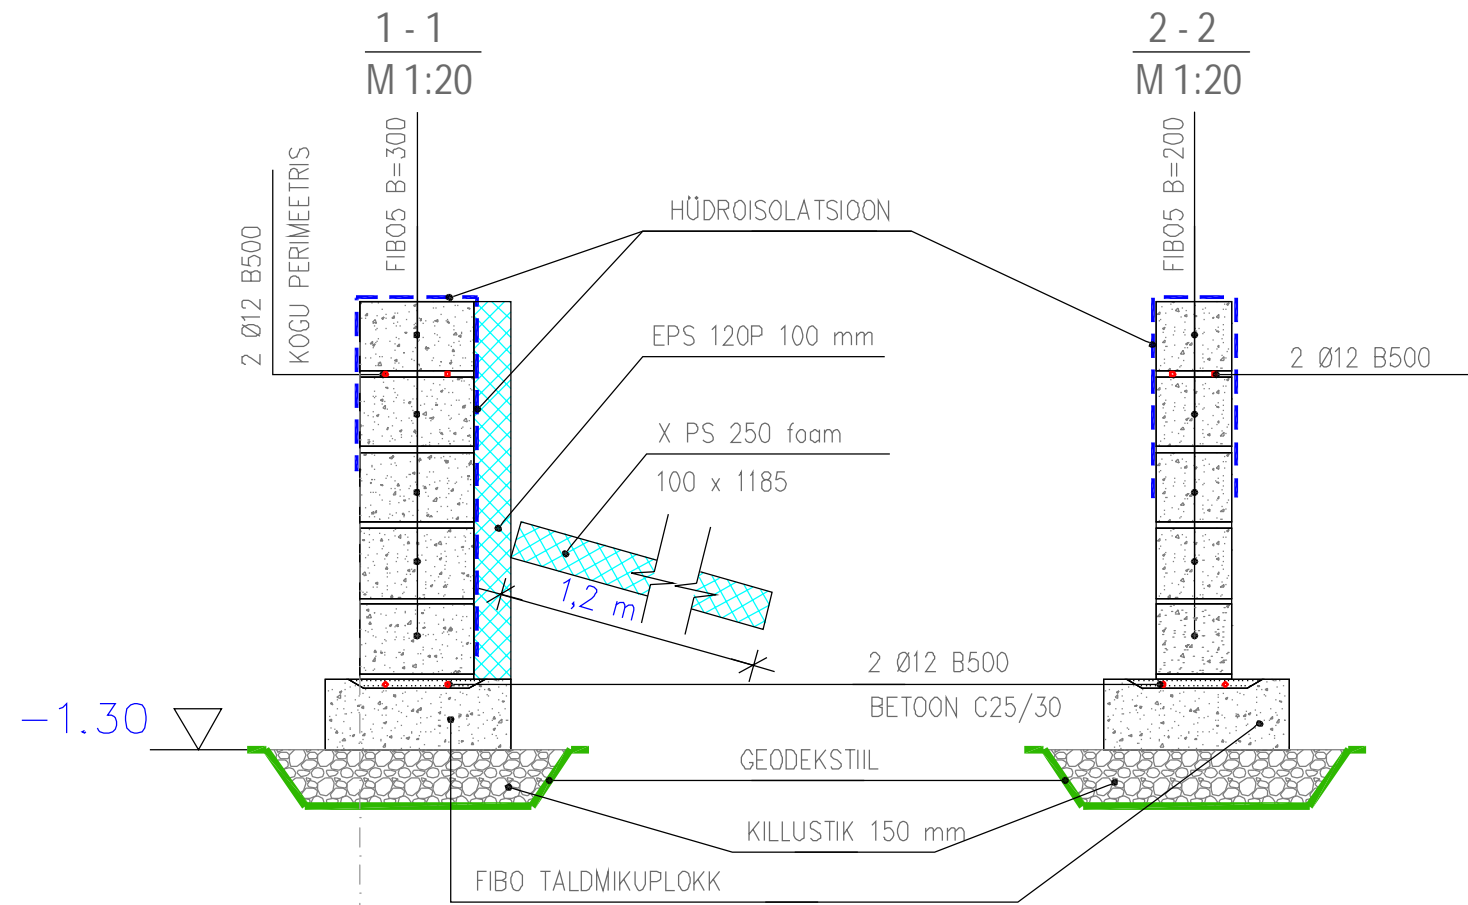 1 - 1
M 1:20
2 - 2
M 1:20
2 Ø12 B500
KOGU PERIMEETRIS
FIBO5 B=300
HÜDROISOLATSIOON
FIBO5 B=200
EPS 120P 100 mm
2 Ø12 B500
X PS 250 foam
100 x 1185
1,2 m
2 Ø12 B500
BETOON C25/30
-1.30
GEODEKSTIIL
KILLUSTIK 150 mm
FIBO TALDMIKUPLOKK